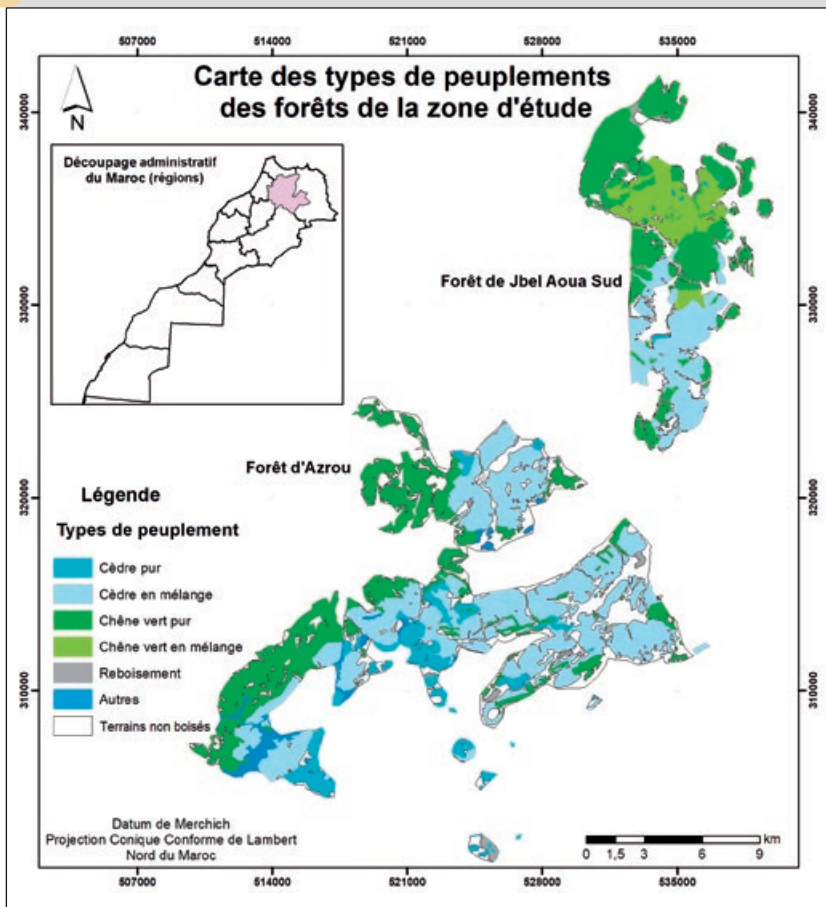 507000 514000 521000 528000 535000
Carte des types de peuplements
des forêts de la zone d'étude
N
Découpage administratif
du Maroc (régions)
340000
340000
Forêt de Jbel Aoua Sud
330000
330000
Forêt d'Azrou
320000
320000
Légende
Types de peuplement
Cèdre pur
Cèdre en mélange
Chêne vert pur
Chêne vert en mélange
Reboisement
Autres
Terrains non boisés
310000
310000
Datum de Merchich
Projection Conique Conforme de Lambert
Nord du Maroc
km
0 1,5 3 6 9
507000 514000 521000 528000 535000